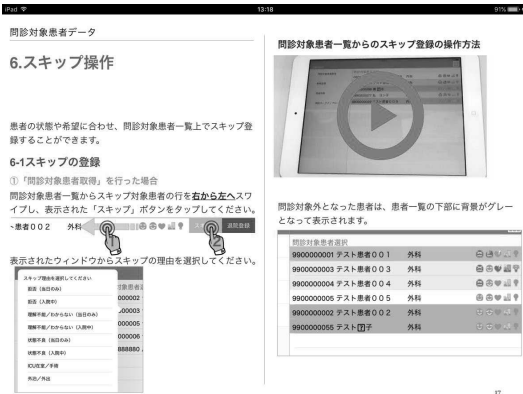 iPad
13:18
91%
問診対象患者データ
6.スキップ操作
患者の状態や希望に合わせ、問診対象患者一覧上でスキップ登
録することができます。
6-1スキップの登録
①「問診対象患者取得」を行った場合
問診対象患者一覧からスキップ対象患者の行を右から左へスワ
イプし、表示された「スキップ」ボタンをタップしてください。
患者002 外科
退院登録
1
2
表示されたウィンドウからスキップの理由を選択してください。
スキップ理由を選択してください
拒否（当日のみ）
拒否（入院中）
理解不能／わからない（当日のみ）
理解不能／わからない（入院中）
状態不良（当日のみ）
状態不良（入院中）
ICU在室／手術
外泊／外出
000002
000003
000005
000006
888880
問診対象患者一覧からのスキップ登録の操作方法
問診対象外となった患者は、患者一覧の下部に背景がグレー
となって表示されます。
問診対象患者選択
9900000001 テスト患者001 外科
9900000003 テスト患者003 外科
9900000004 テスト患者004 外科
9900000005 テスト患者005 外科
9900000002 テスト患者002 外科
9900000055 テスト?子 外科
17